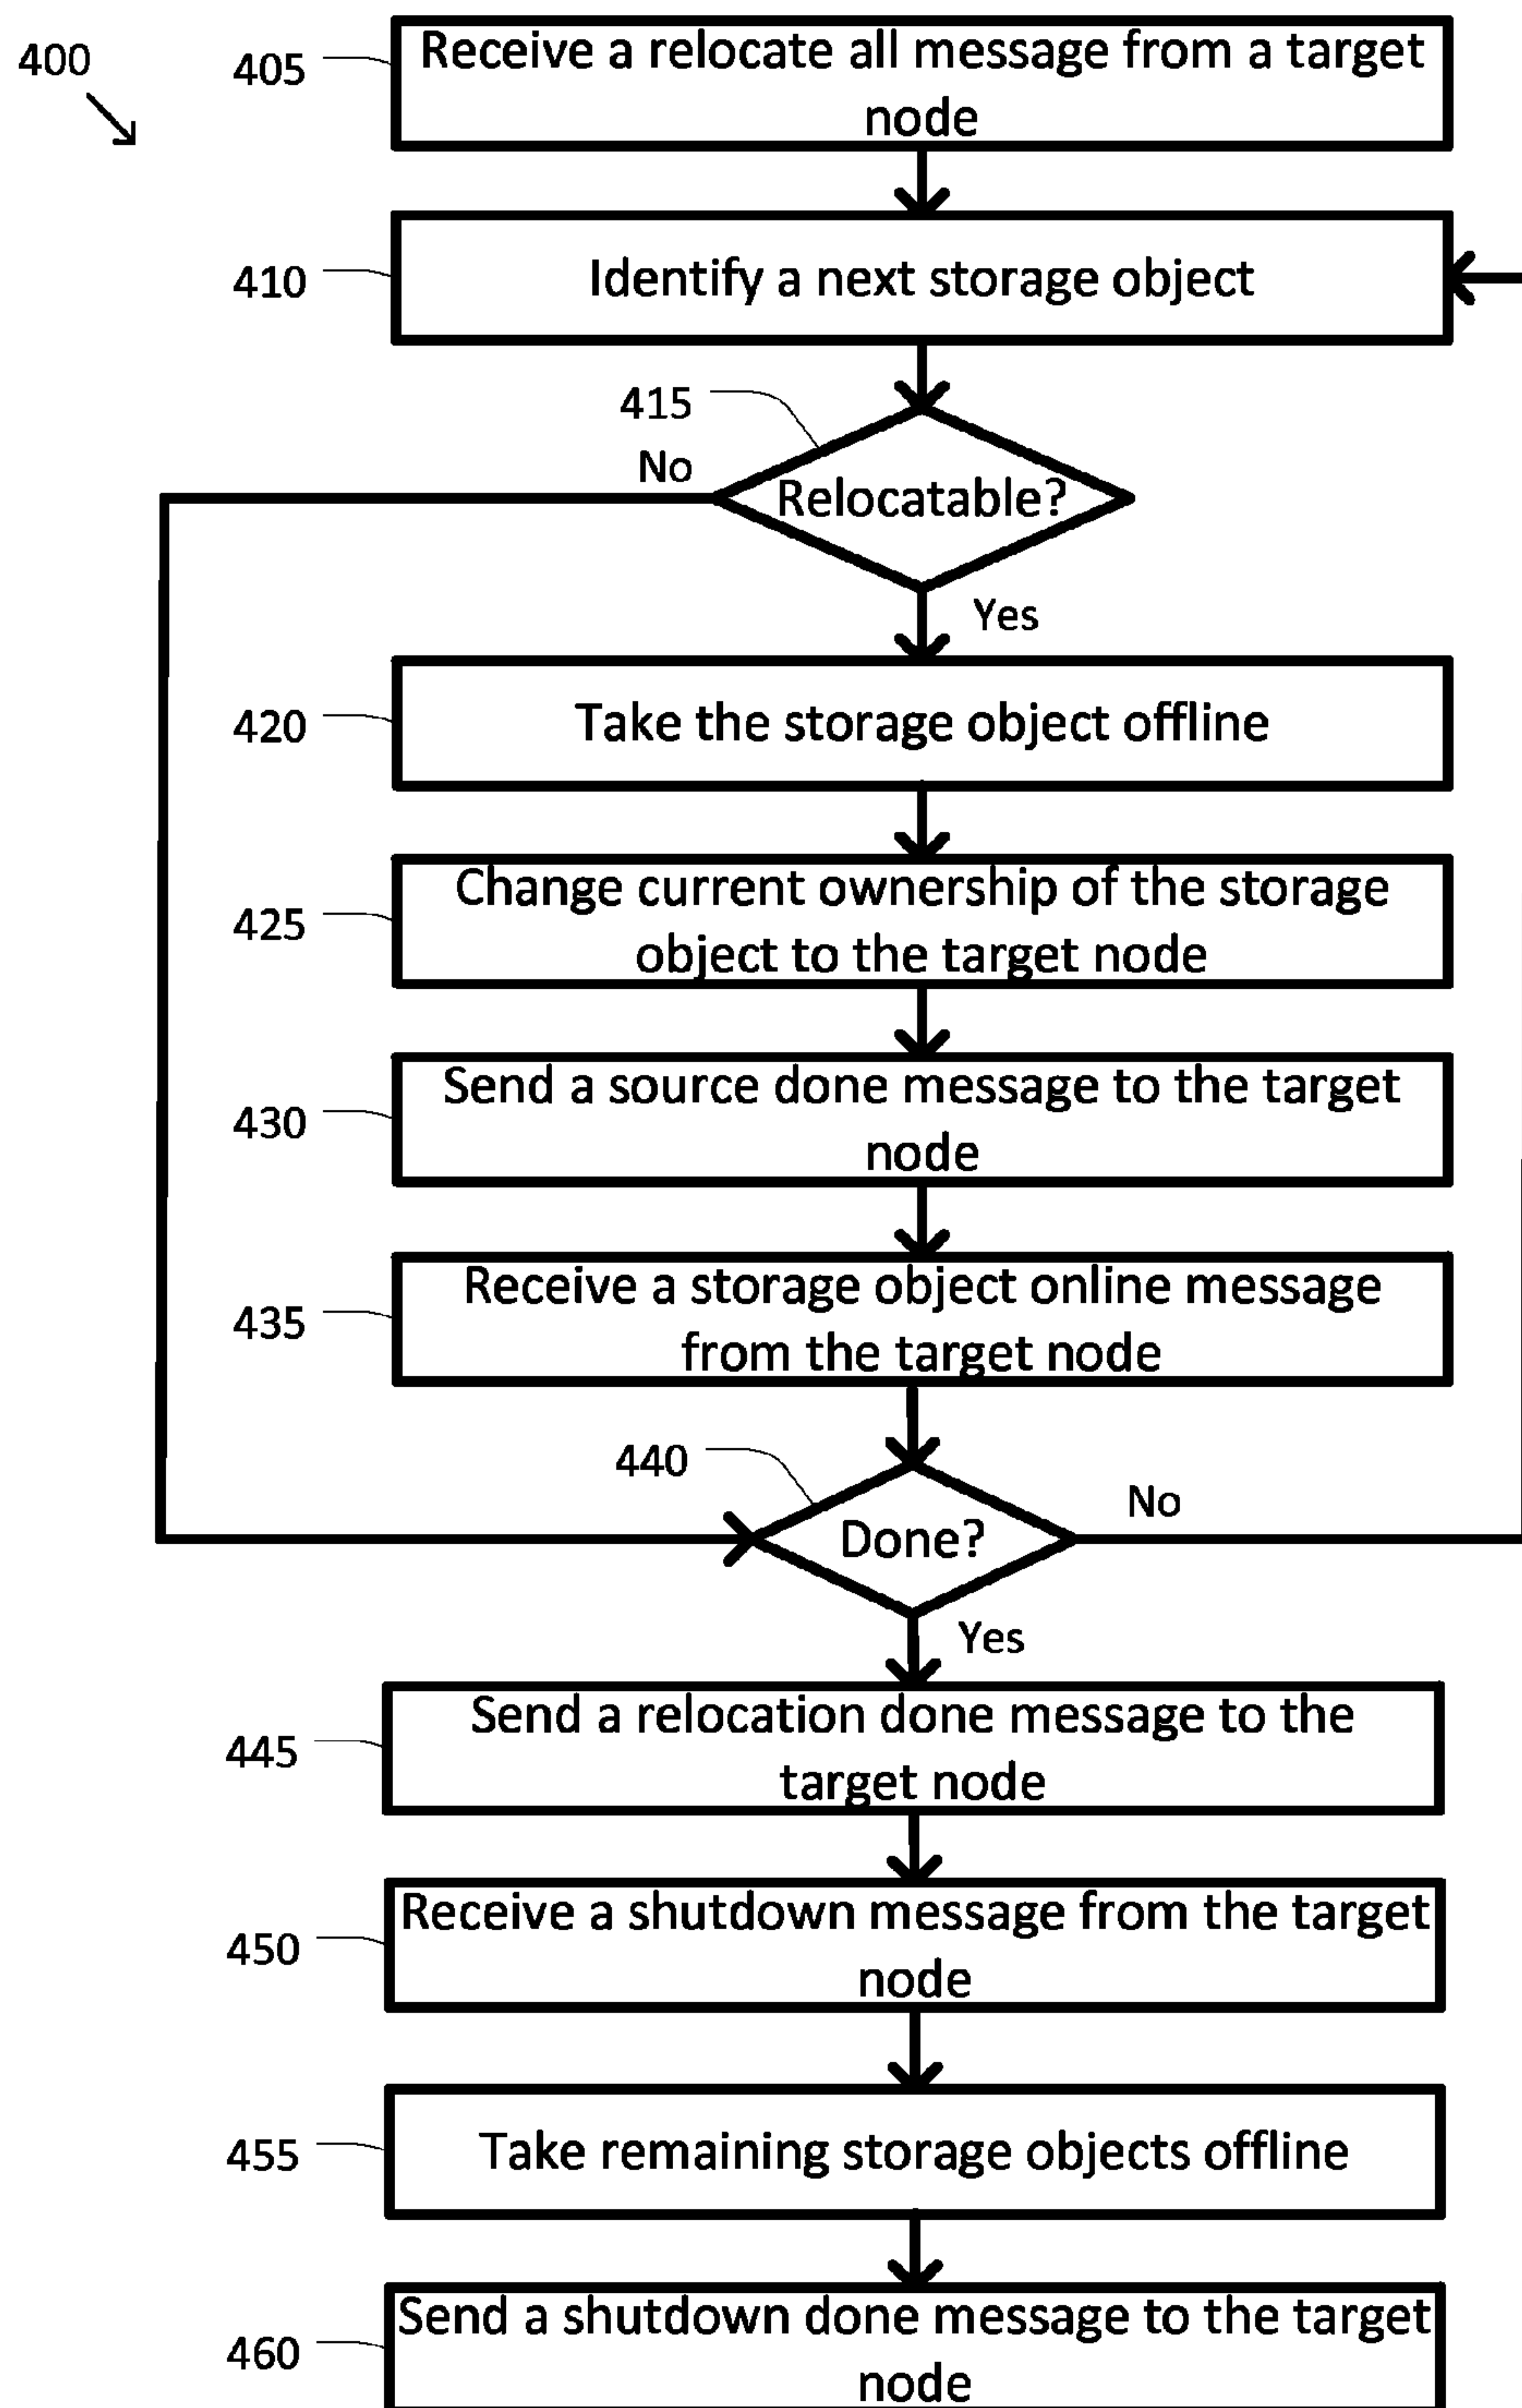 400
405
Receive a relocate all message from a target
node
410
Identify a next storage object
415
No
Relocatable?
Yes
420
Take the storage object offline
425
Change current ownership of the storage
object to the target node
430
Send a source done message to the target
node
435
Receive a storage object online message
from the target node
440
No
Done?
Yes
445
Send a relocation done message to the
target node
450
Receive a shutdown message from the target
node
455
Take remaining storage objects offline
460
Send a shutdown done message to the target
node